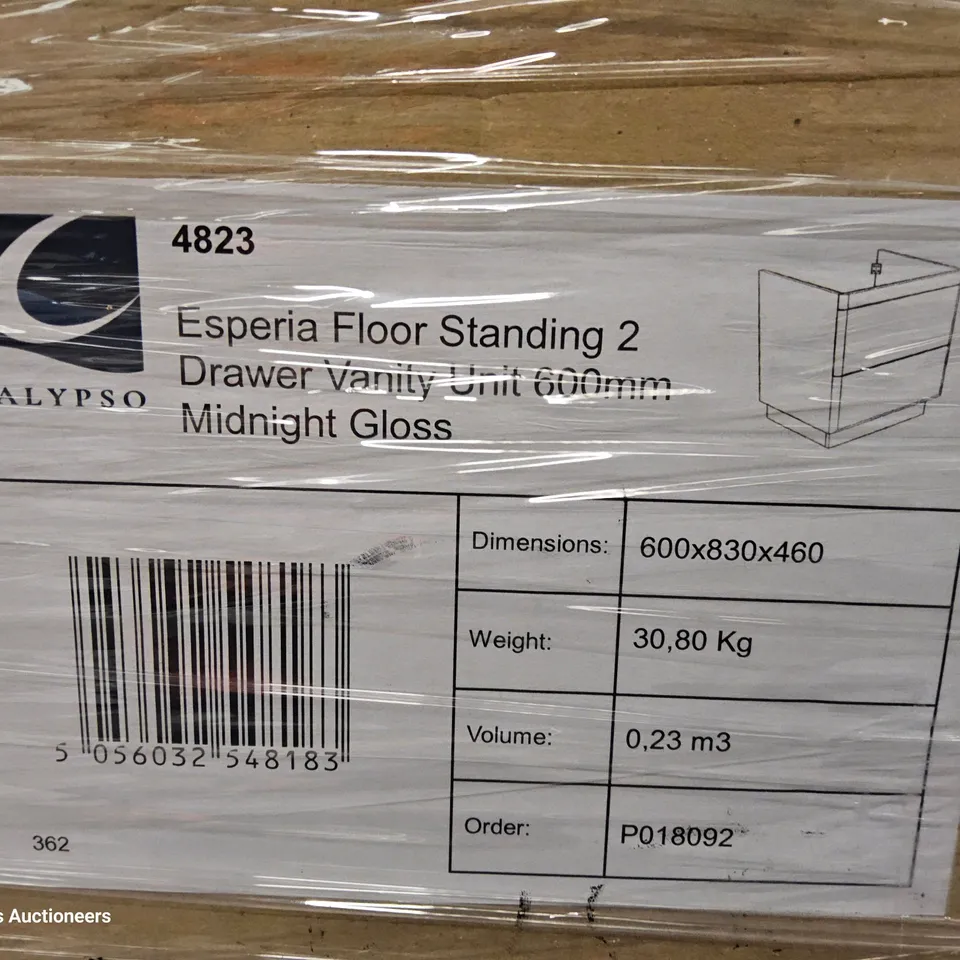 4823
ALYPSO
Esperia Floor Standing 2
Drawer Vanity Unit 600mm
Midnight Gloss
Dimensions: 600x830x460
Weight: 30,80 Kg
Volume: 0,23 m3
Order: P018092
5 056032 548183
362
s Auctioneers